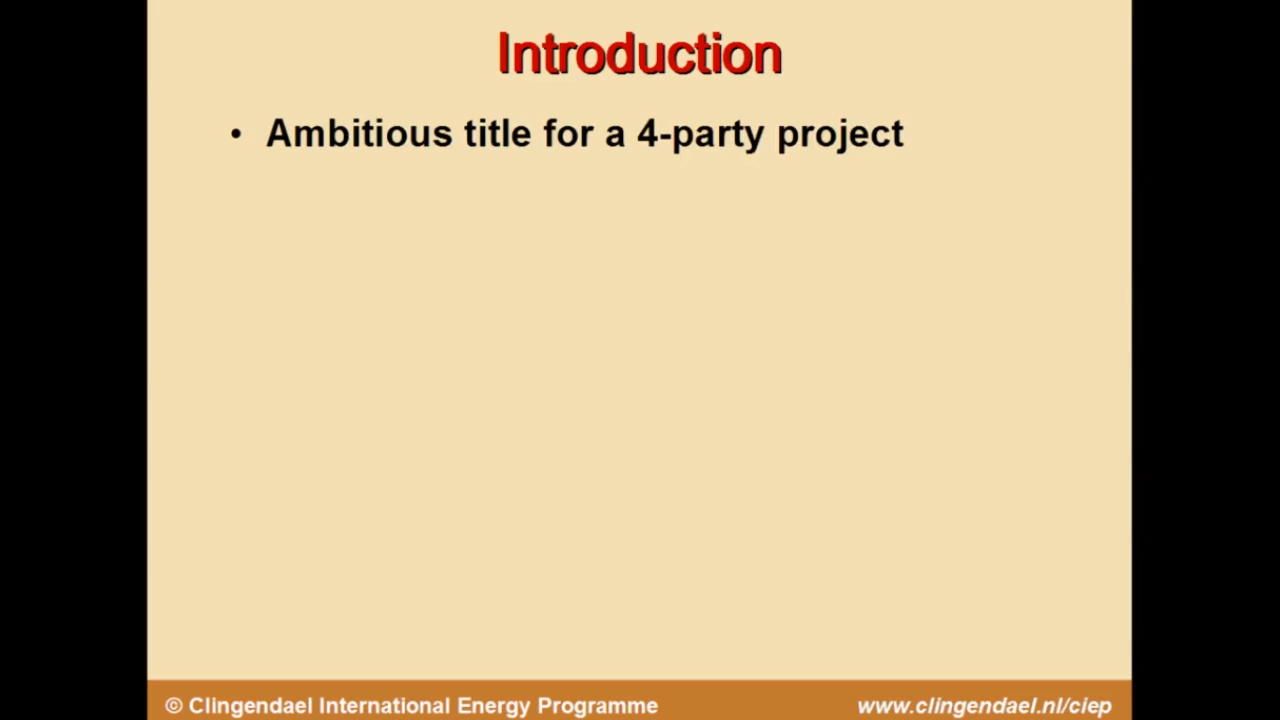 Introduction
• Ambitious title for a 4-party project
© Clingendael International Energy Programme
www.clingendael.nl/ciep